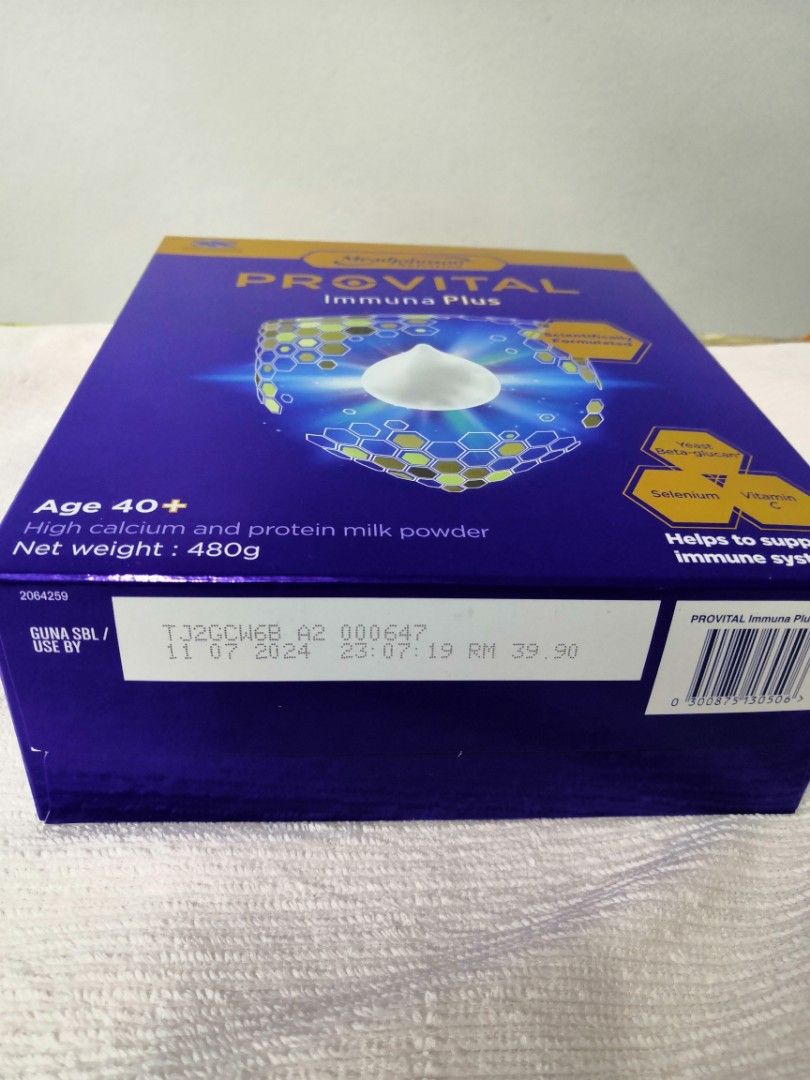 MeadJohnson
PROVITAL
Immuna Plus
Scientifically
Formulated
Yeast
Beta-glucan
Selenium
Vitamin
C
Age 40+
High calcium and protein milk powder
Net weight : 480g
Helps to supp
immune syst
2064259
GUNA SBL /
USE BY
TJ2GCW6B A2 000647
11 07 2024 23:07:19 RM 39.90
PROVITAL Immuna Plu
0 300875 130506 >